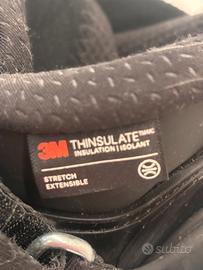 3M THINSULATE TM/MC
INSULATION | ISOLANT
STRETCH
EXTENSIBLE
subito